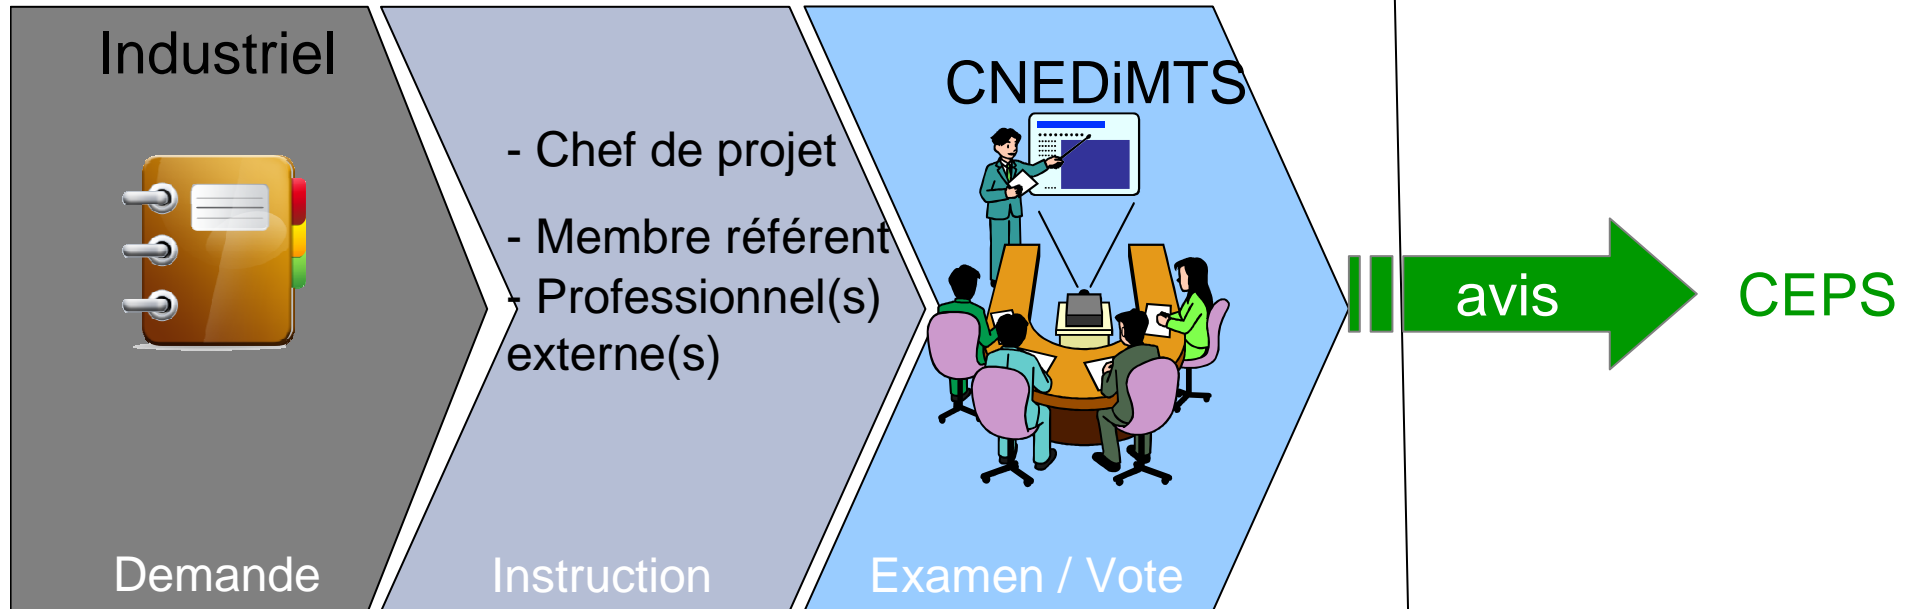 Industriel
Demande
- Chef de projet
- Membre référent
- Professionnel(s)
externe(s)
Instruction
CNEDiMTS
Examen / Vote
avis
CEPS